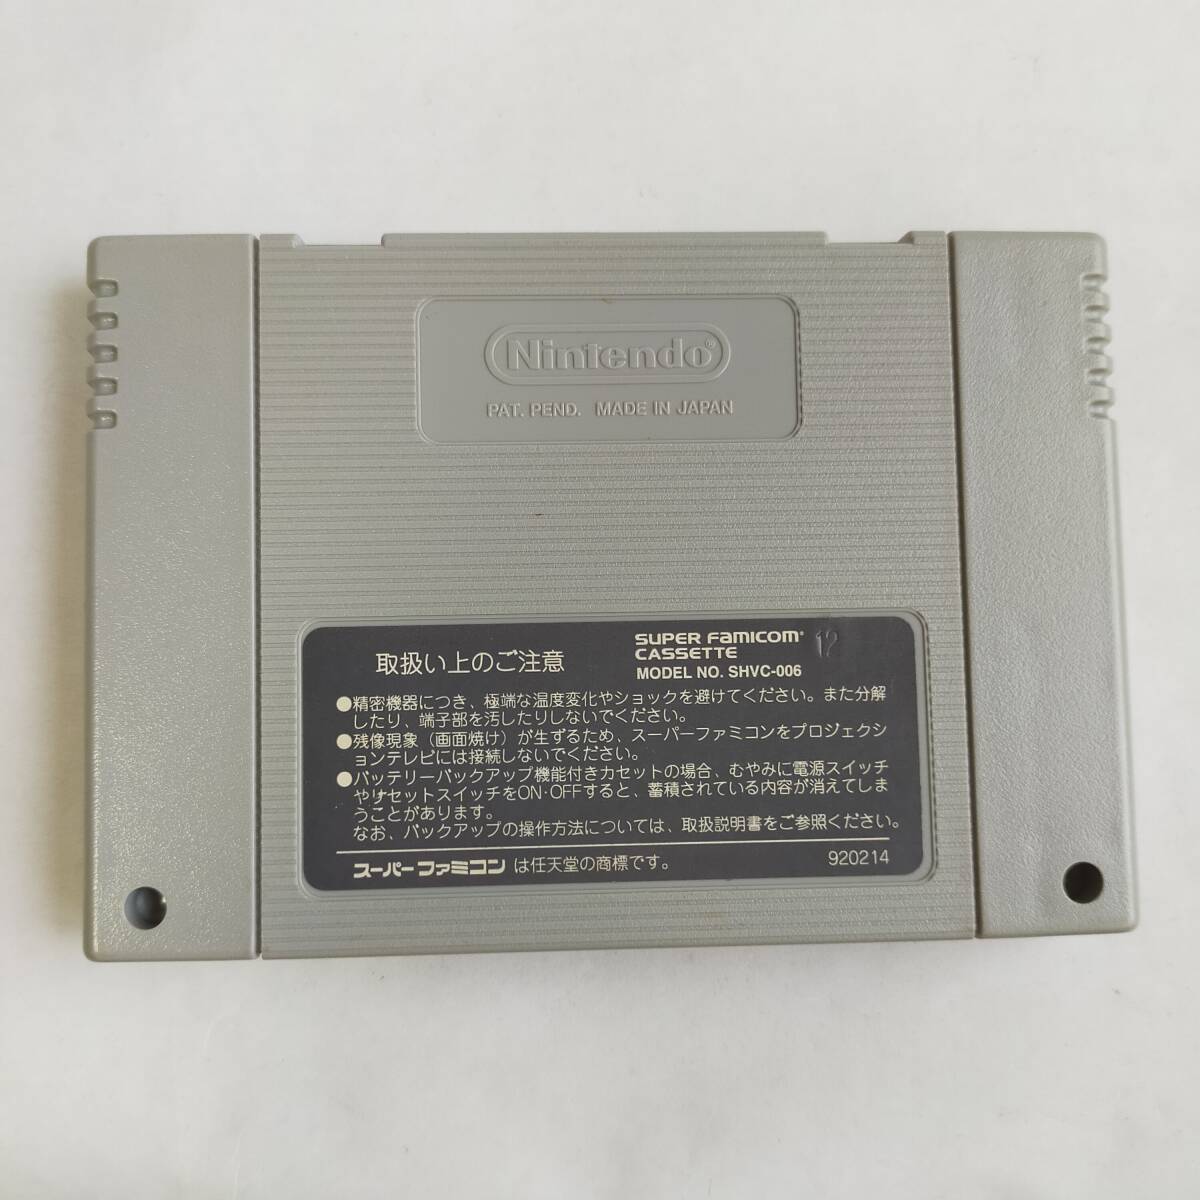 Nintendo®
PAT. PEND. MADE IN JAPAN
取扱い上のご注意
SUPER FAMICOM®
CASSETTE
MODEL NO. SHVC-006
12
●精密機器につき、極端な温度変化やショックを避けてください。また分解
したり、端子部を汚したりしないでください。
●残像現象（画面焼け）が生ずるため、スーパーファミコンをプロジェクシ
ョンテレビには接続しないでください。
●バッテリーバックアップ機能付きカセットの場合、むやみに電源スイッチ
やリセットスイッチをON･OFFすると、蓄積されている内容が消えてしま
うことがあります。
なお、バックアップの操作方法については、取扱説明書をご参照ください。
スーパーファミコン は任天堂の商標です。
920214